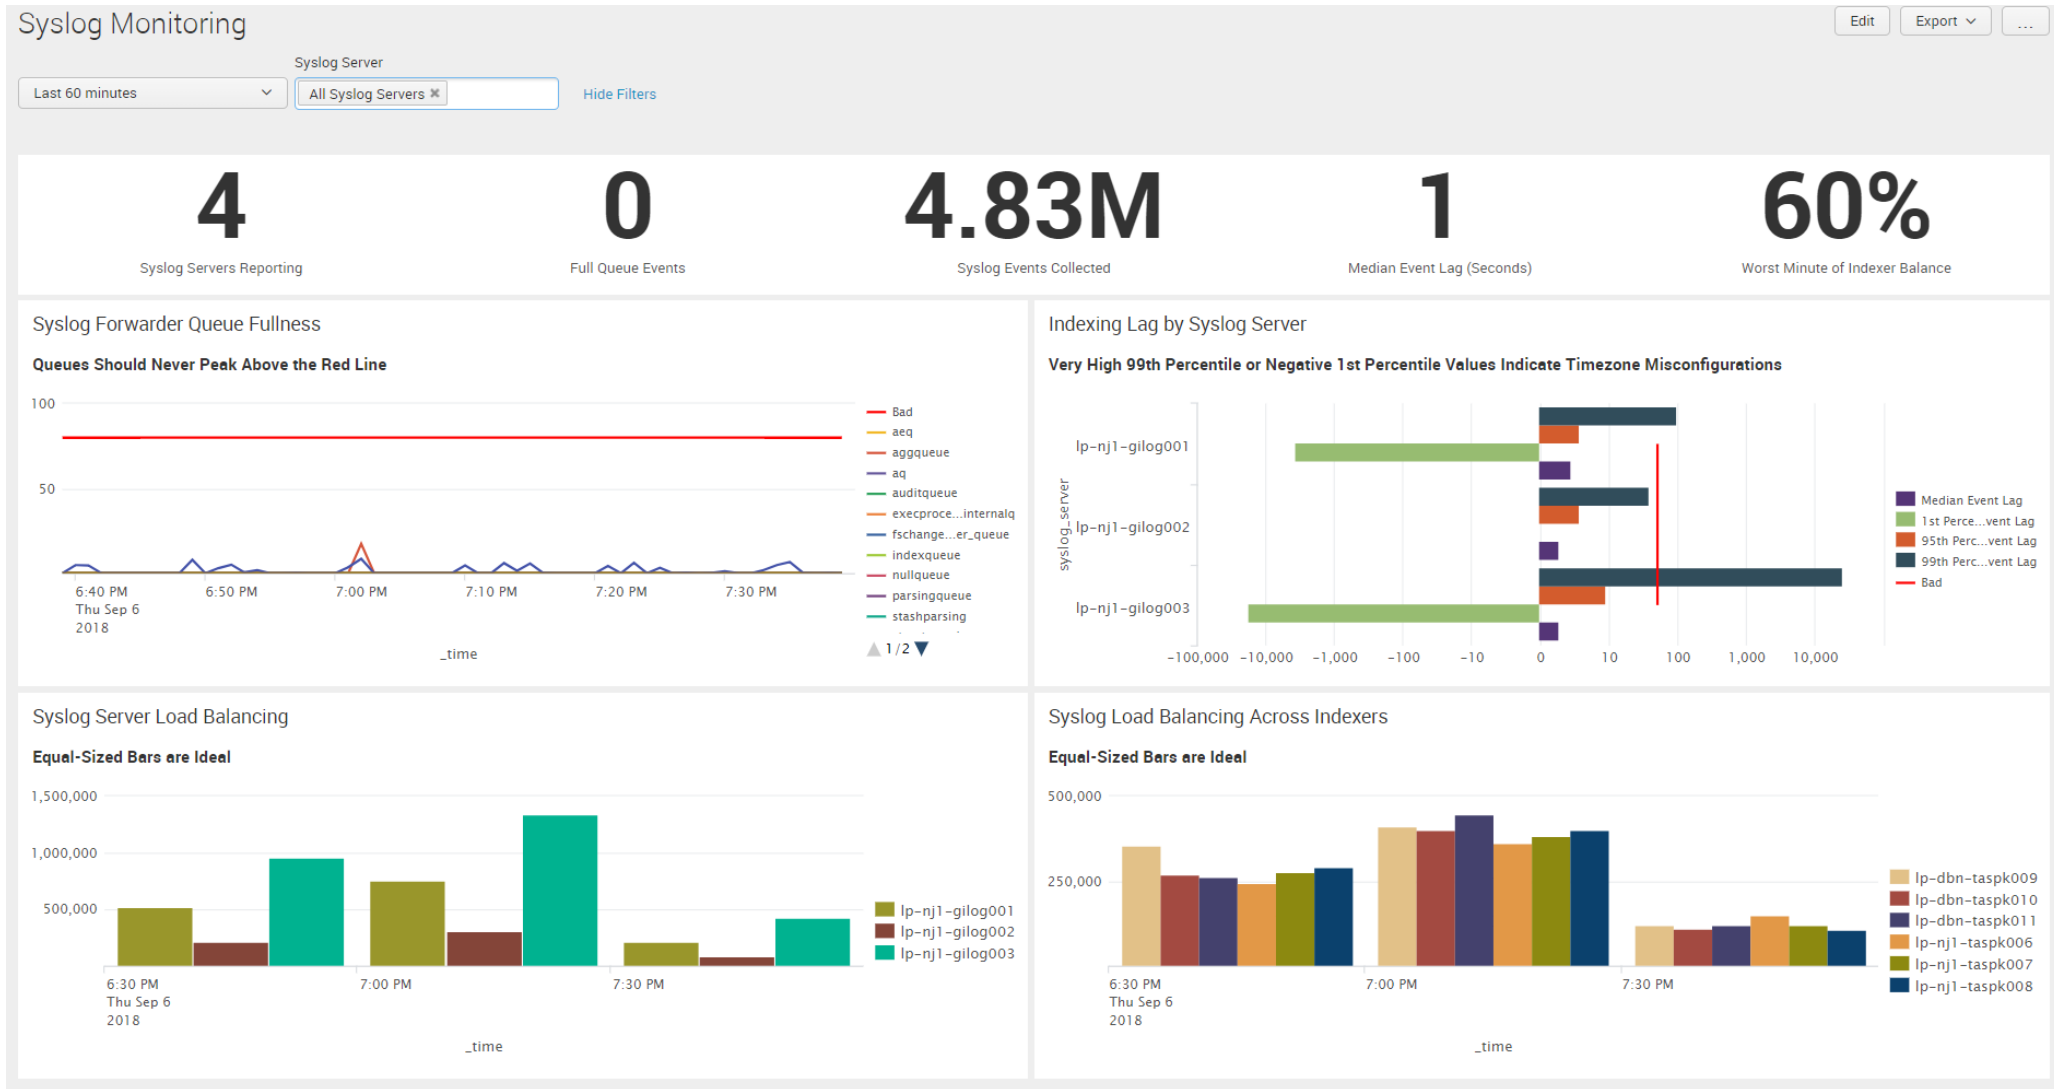 Syslog Monitoring
Edit
Export
...
Syslog Server
Last 60 minutes
All Syslog Servers ✖
Hide Filters
4
Syslog Servers Reporting
0
Full Queue Events
4.83M
Syslog Events Collected
1
Median Event Lag (Seconds)
60%
Worst Minute of Indexer Balance
Syslog Forwarder Queue Fullness
Queues Should Never Peak Above the Red Line
100
50
6:40 PM
Thu Sep 6
2018
6:50 PM
7:00 PM
7:10 PM
7:20 PM
7:30 PM
_time
Bad
aeq
aggqueue
aq
auditqueue
execproce...internalq
fschange...er_queue
indexqueue
nullqueue
parsingqueue
stashparsing
1/2
Indexing Lag by Syslog Server
Very High 99th Percentile or Negative 1st Percentile Values Indicate Timezone Misconfigurations
syslog_server
lp-nj1-gilog001
lp-nj1-gilog002
lp-nj1-gilog003
-100,000
-10,000
-1,000
-100
-10
0
10
100
1,000
10,000
Median Event Lag
1st Perce...vent Lag
95th Perc...vent Lag
99th Perc...vent Lag
Bad
Syslog Server Load Balancing
Equal-Sized Bars are Ideal
1,500,000
1,000,000
500,000
6:30 PM
Thu Sep 6
2018
7:00 PM
7:30 PM
_time
lp-nj1-gilog001
lp-nj1-gilog002
lp-nj1-gilog003
Syslog Load Balancing Across Indexers
Equal-Sized Bars are Ideal
500,000
250,000
6:30 PM
Thu Sep 6
2018
7:00 PM
7:30 PM
_time
lp-dbn-taspk009
lp-dbn-taspk010
lp-dbn-taspk011
lp-nj1-taspk006
lp-nj1-taspk007
lp-nj1-taspk008